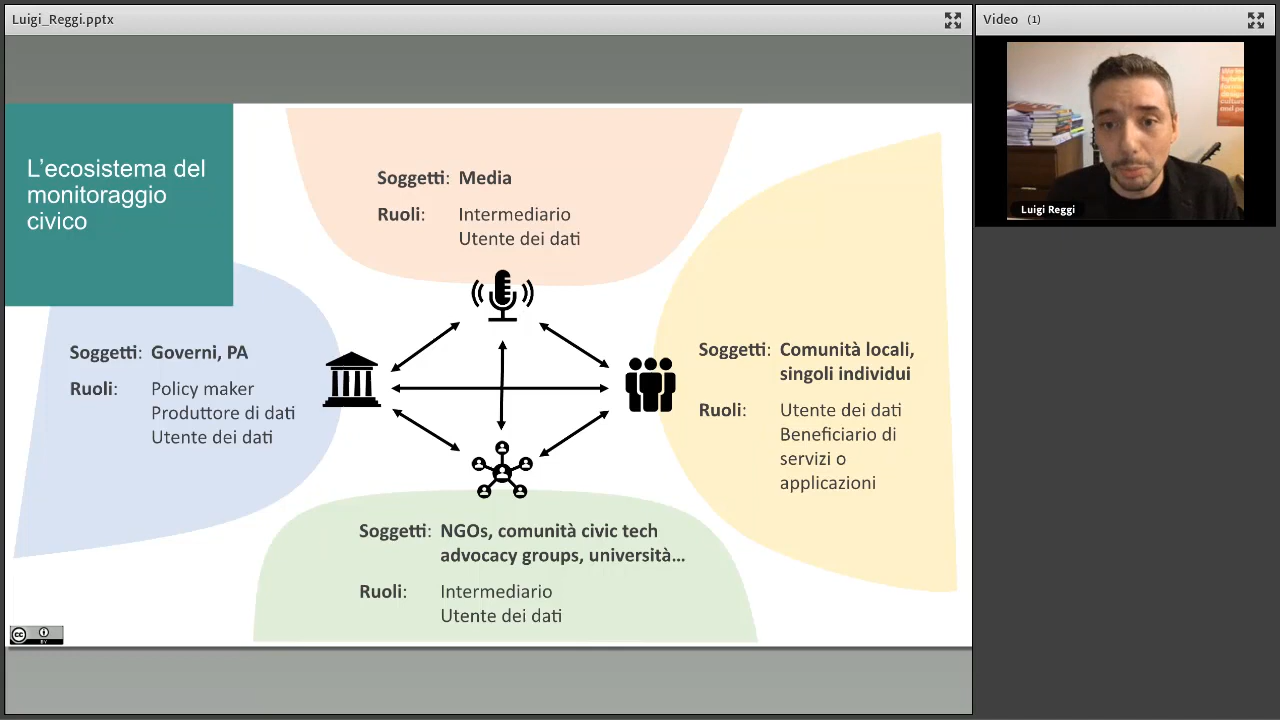 Luigi_Reggi.pptx
Video (1)
L'ecosistema del
monitoraggio
civico
Soggetti: Media
Ruoli: Intermediario
Utente dei dati
Soggetti: Governi, PA
Ruoli: Policy maker
Produttore di dati
Utente dei dati
Soggetti: Comunità locali,
singoli individui
Ruoli: Utente dei dati
Beneficiario di
servizi o
applicazioni
Soggetti: NGOs, comunità civic tech
advocacy groups, università...
Ruoli: Intermediario
Utente dei dati
cc
BY
Luigi Reggi